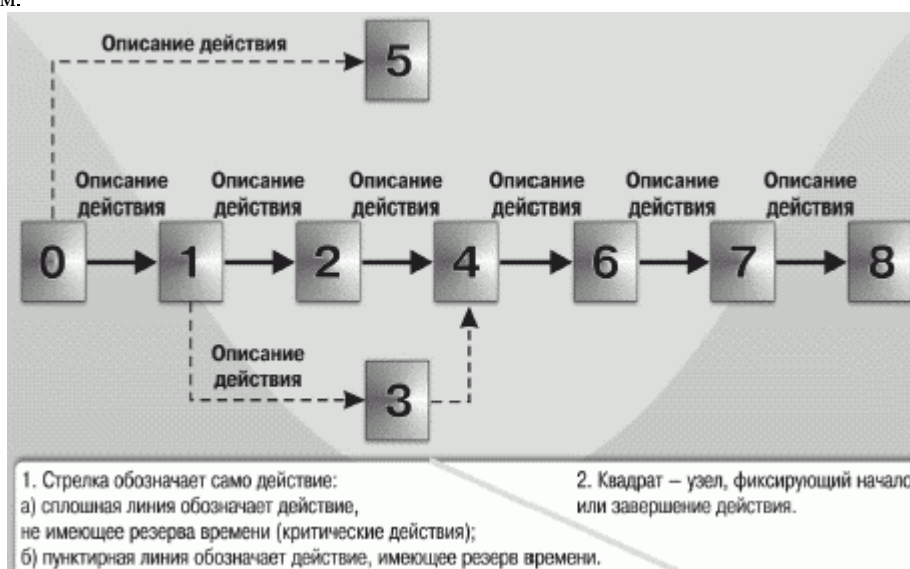 м.
Описание действия
5
Описание Описание Описание Описание Описание Описание
действия действия действия действия действия действия
0 1 2 4 6 7 8
Описание
действия
3
1. Стрелка обозначает само действие:
а) сплошная линия обозначает действие,
не имеющее резерва времени (критические действия);
б) пунктирная линия обозначает действие, имеющее резерв времени.
2. Квадрат – узел, фиксирующий начало
или завершение действия.